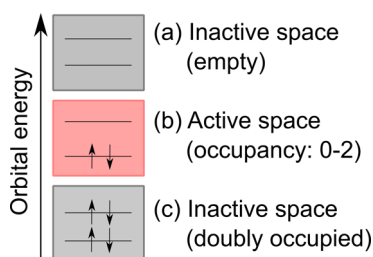 Orbital energy
(a) Inactive space
(empty)
(b) Active space
(occupancy: 0-2)
(c) Inactive space
(doubly occupied)